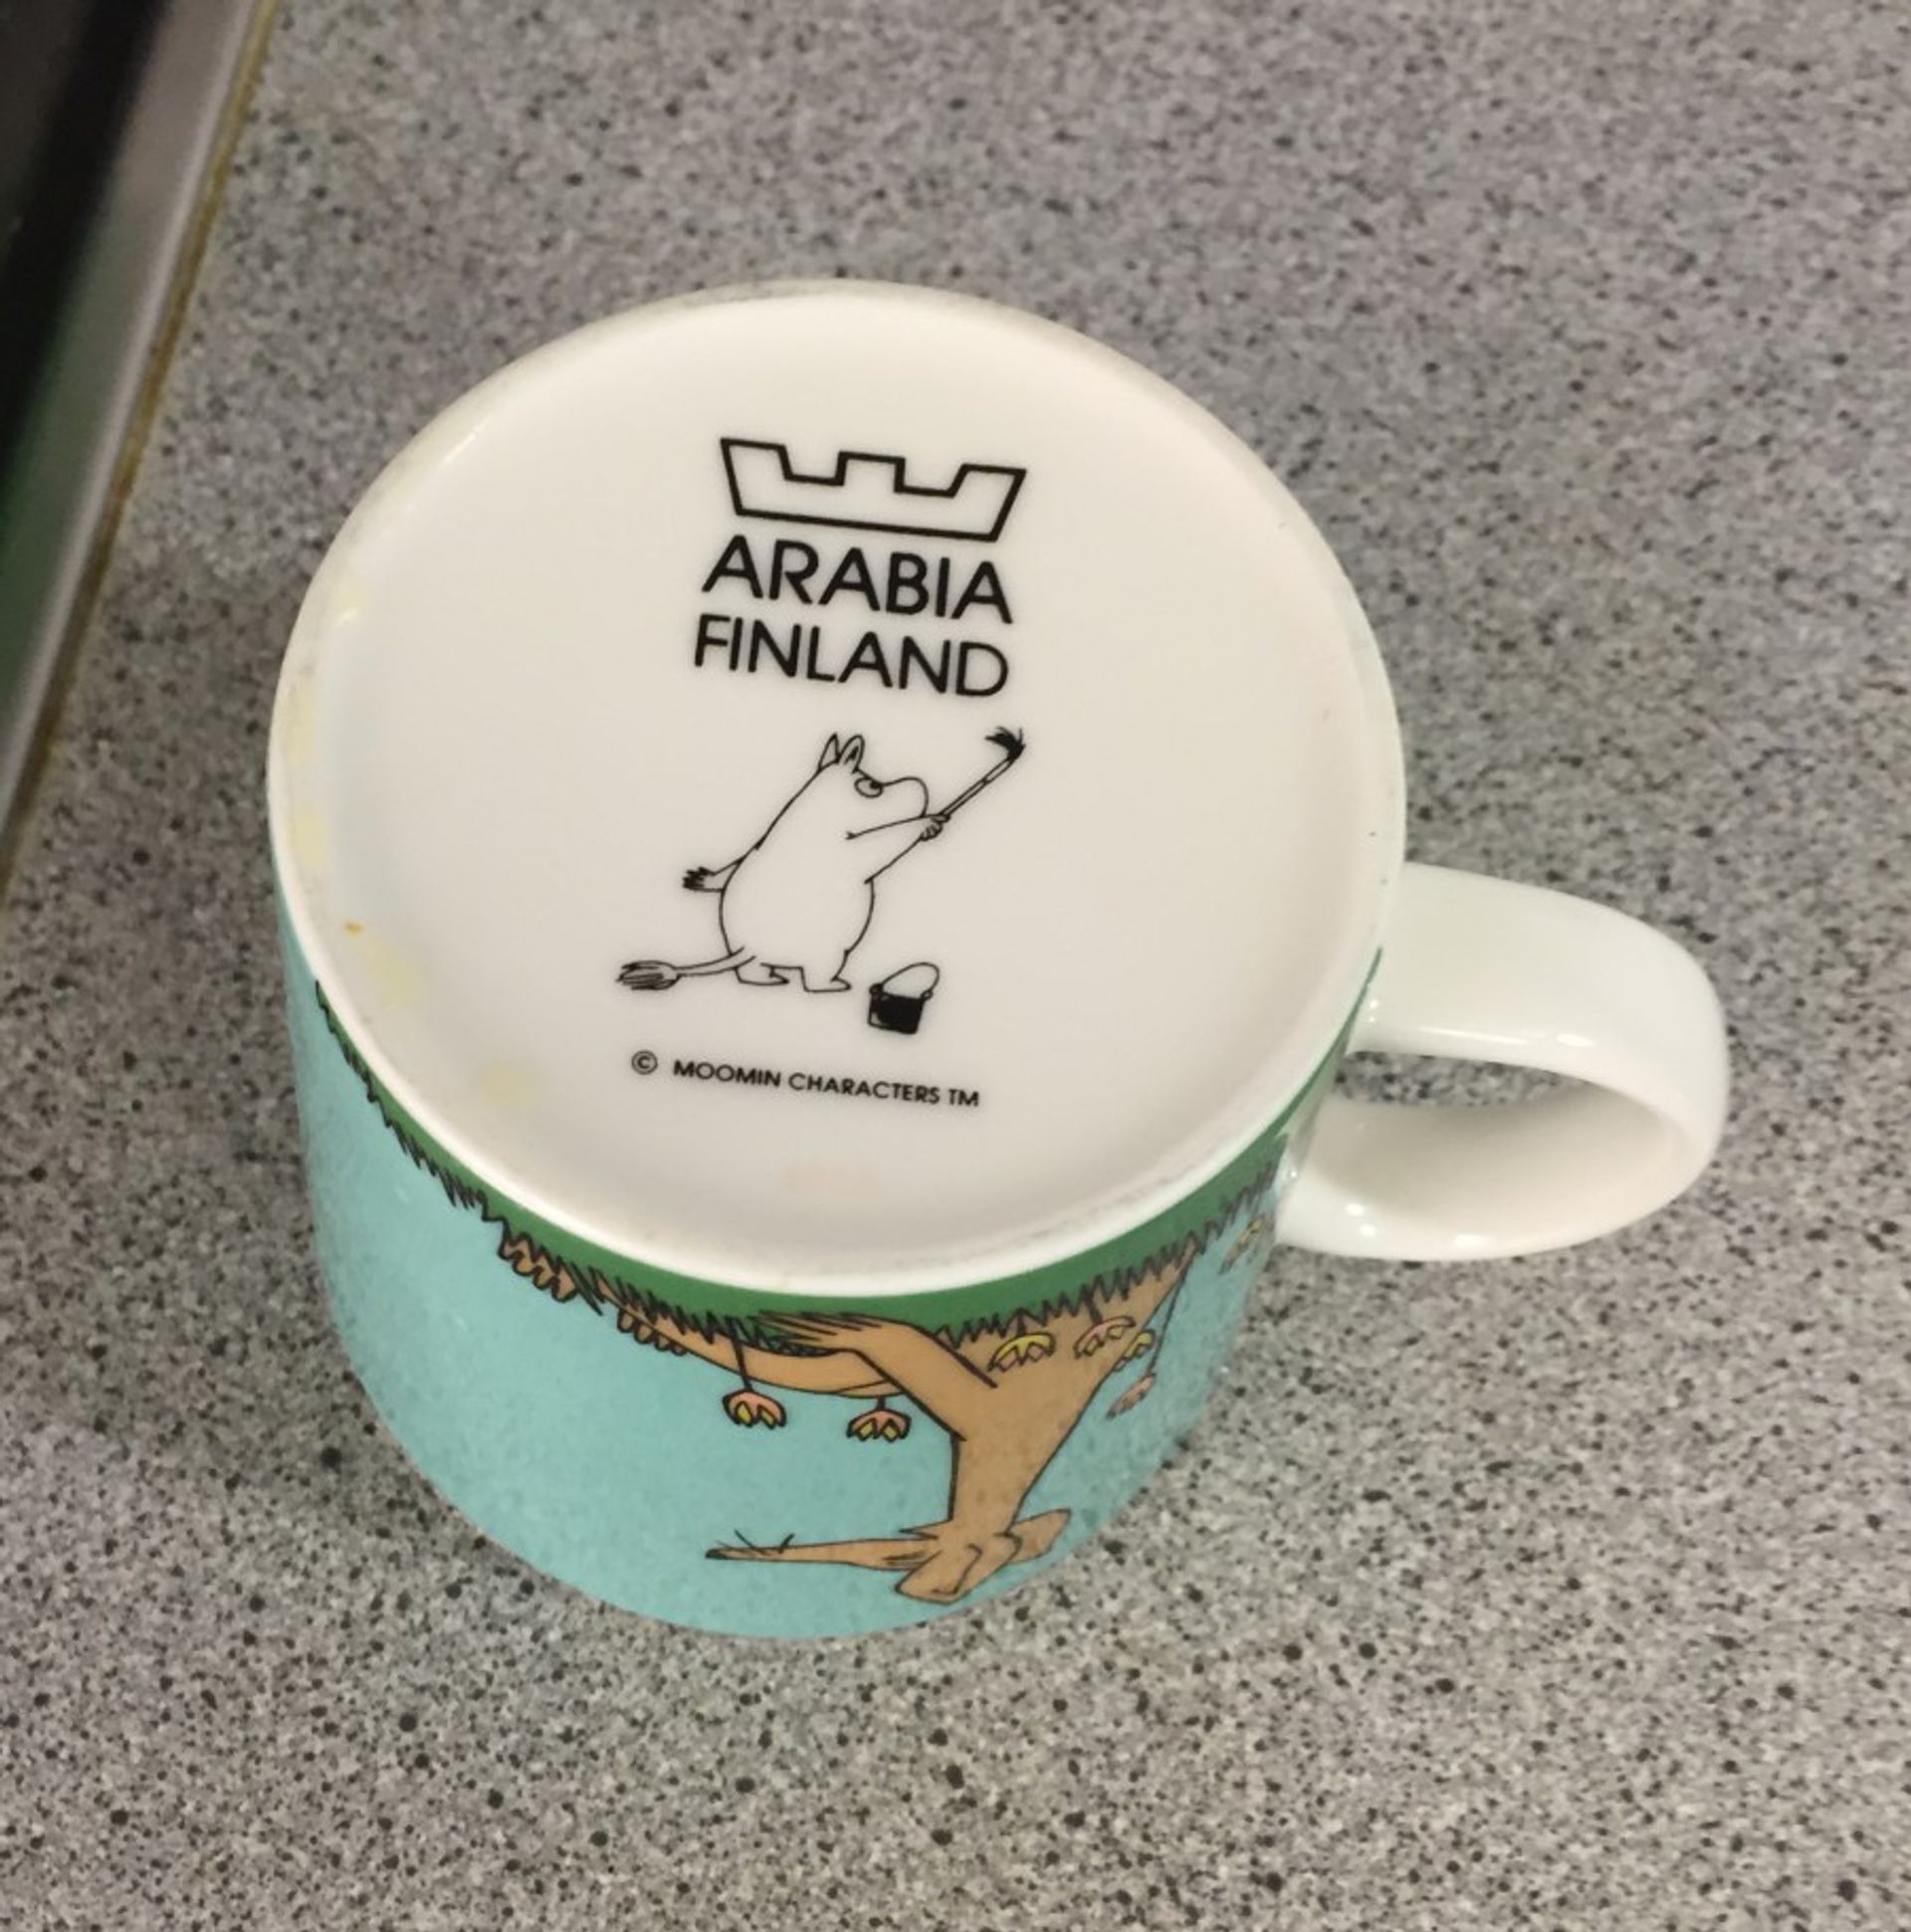 ARABIA
FINLAND
© MOOMIN CHARACTERS TM